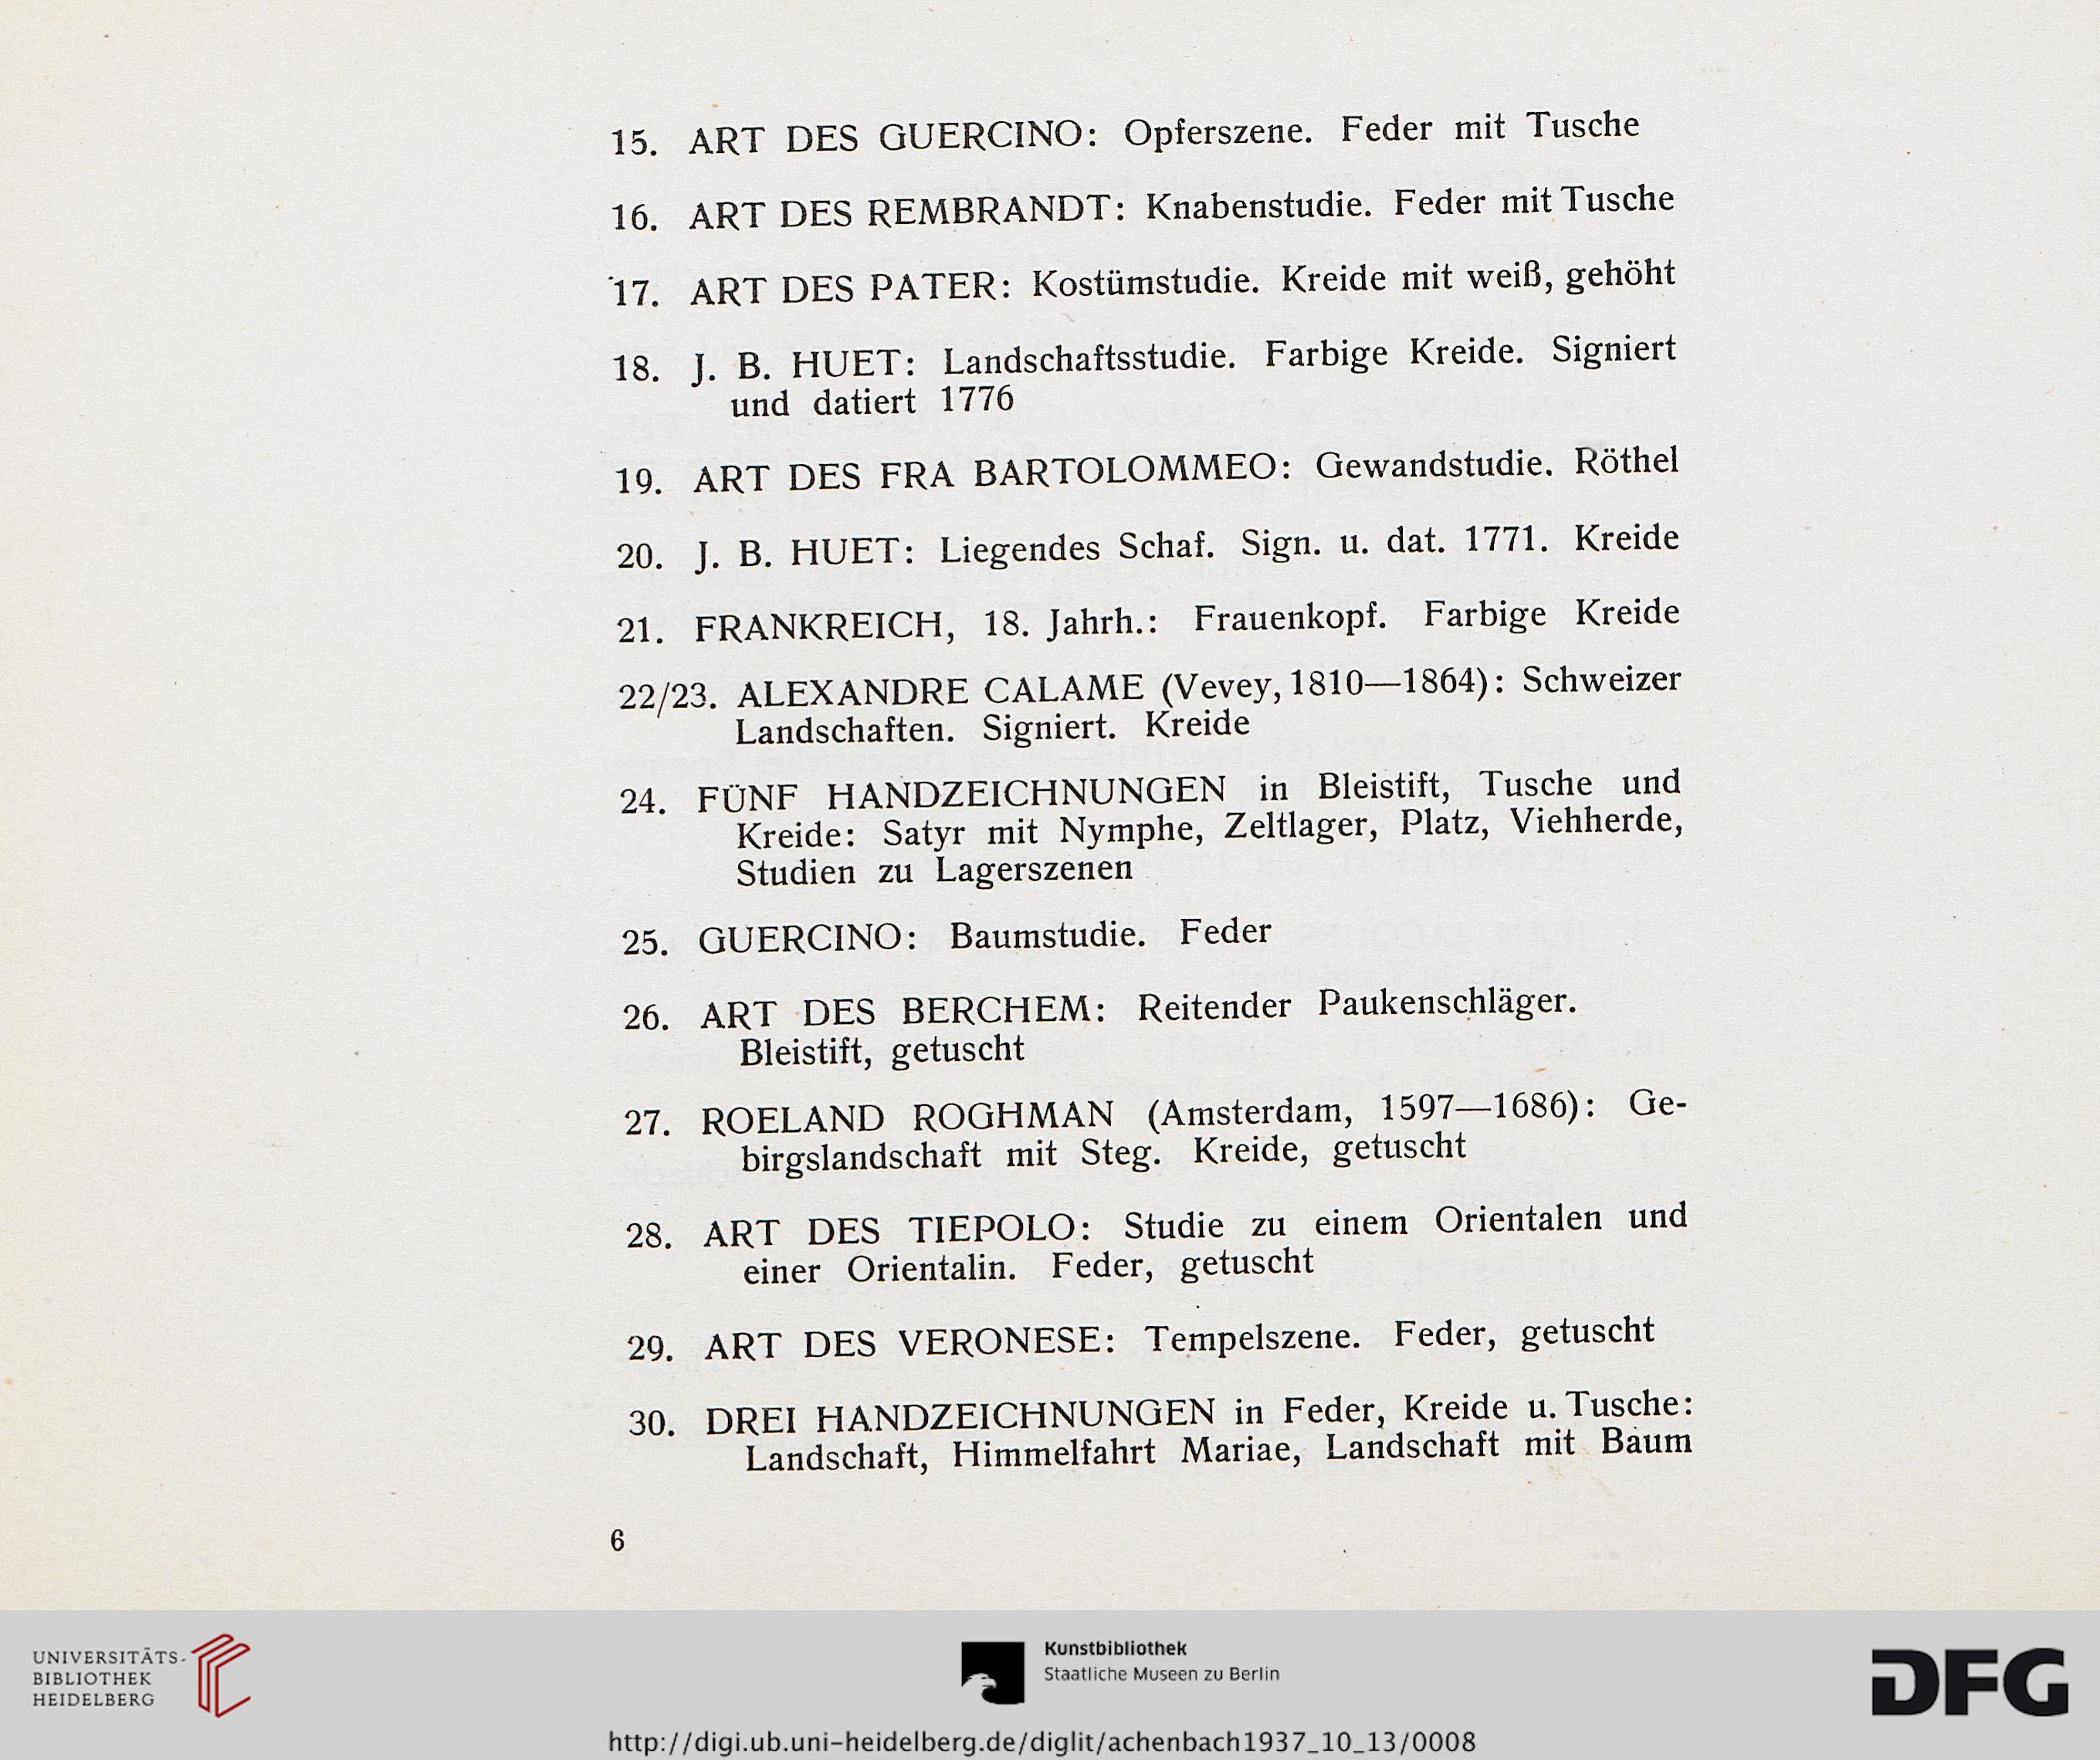 15. ART DES GUERCINO: Opferszene. Feder mit Tusche
16. ART DES REMBRANDT: Knabenstudie. Feder mit Tusche
17. ART DES PATER: Kostümstudie. Kreide mit weiß, gehöht
18. J. B. HUET: Landschaftsstudie. Farbige Kreide. Signiert
und datiert 1776
19. ART DES FRA BARTOLOMMEO: Gewandstudie. Röthel
20. J. B. HUET: Liegendes Schaf. Sign. u. dat. 1771. Kreide
21. FRANKREICH, 18. Jahrh.: Frauenkopf. Farbige Kreide
22/23. ALEXANDRE CALAME (Vevey, 1810—1864): Schweizer
Landschaften. Signiert. Kreide
24. FÜNF HANDZEICHNUNGEN in Bleistift, Tusche und
Kreide: Satyr mit Nymphe, Zeltlager, Platz, Viehherde,
Studien zu Lagerszenen
25. GUERCINO: Baumstudie. Feder
26. ART DES BERCHEM: Reitender Paukenschläger.
Bleistift, getuscht
27. ROELAND ROGHMAN (Amsterdam, 1597—1686): Ge-
birgslandschaft mit Steg. Kreide, getuscht
28. ART DES TIEPOLO: Studie zu einem Orientalen und
einer Orientalin. Feder, getuscht
29. ART DES VERONESE: Tempelszene. Feder, getuscht
30. DREI HANDZEICHNUNGEN in Feder, Kreide u. Tusche:
Landschaft, Himmelfahrt Mariae, Landschaft mit Baum
6
UNIVERSITÄTS-
BIBLIOTHEK
HEIDELBERG
Kunstbibliothek
Staatliche Museen zu Berlin
DFG
http://digi.ub.uni-heidelberg.de/diglit/achenbach1937_10_13/0008